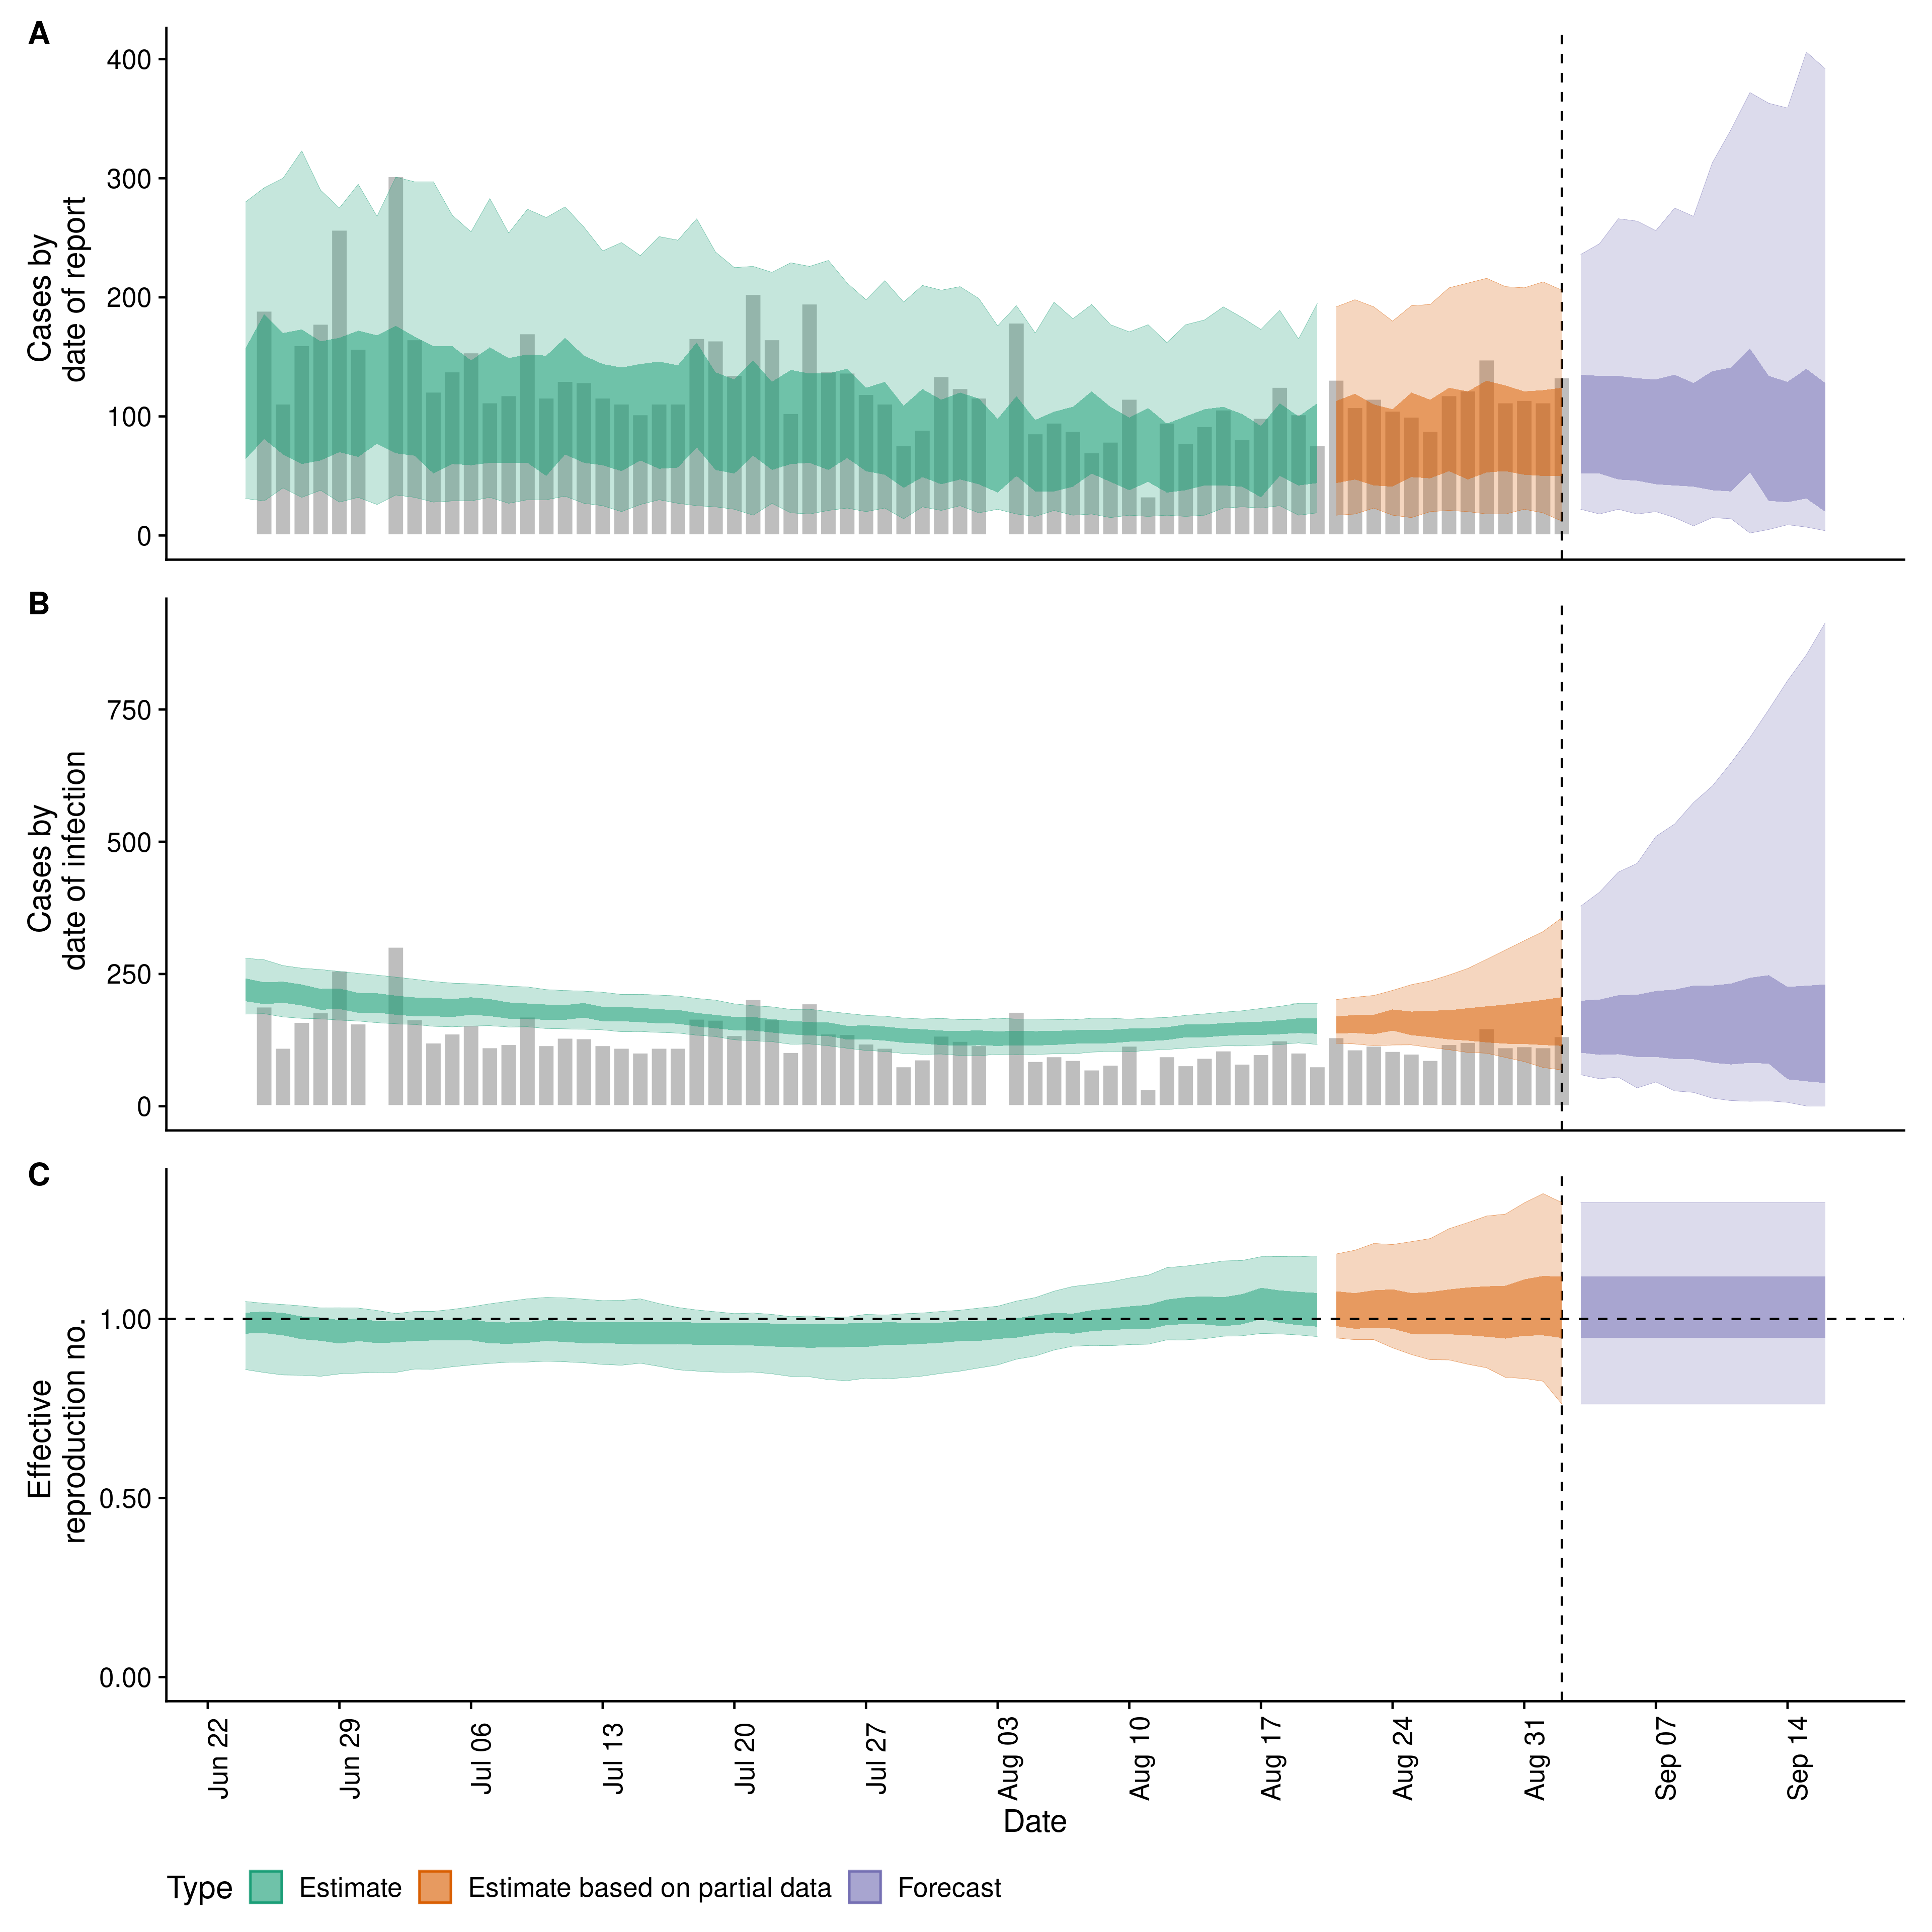 A
Cases by
date of report
400
300
200
100
0
B
Cases by
date of infection
750
500
250
0
C
Effective
reproduction no.
1.00
0.50
0.00
Jun 22
Jun 29
Jul 06
Jul 13
Jul 20
Jul 27
Aug 03
Aug 10
Aug 17
Aug 24
Aug 31
Sep 07
Sep 14
Date
Type Estimate Estimate based on partial data Forecast